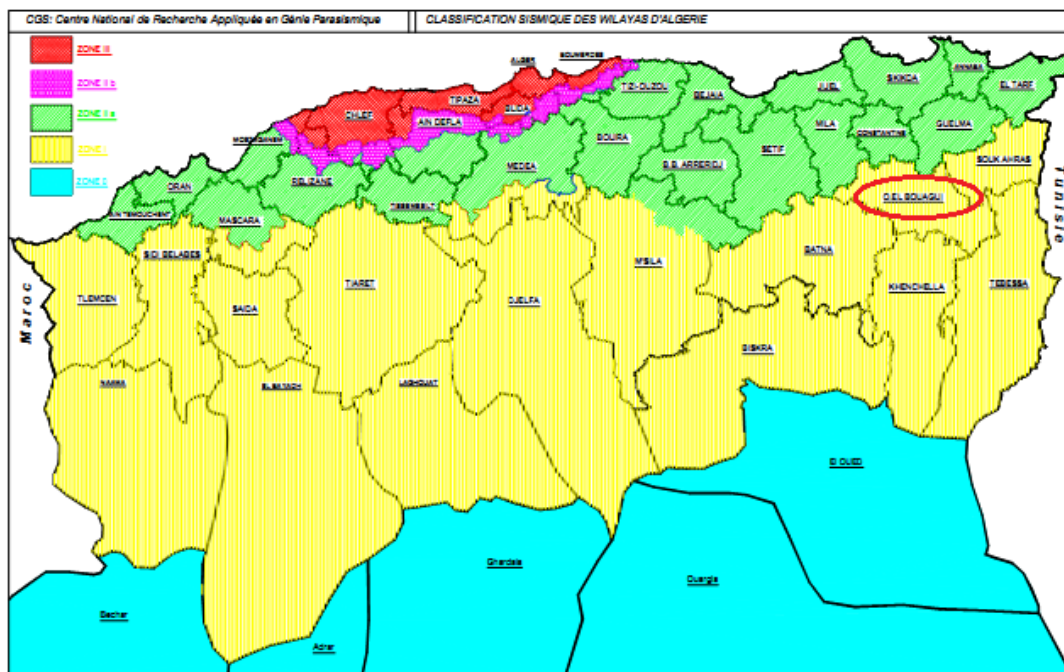 CGS: Centre National de Recherche Appliquée en Génie Parasismique
CLASSIFICATION SISMIQUE DES WILAYAS D'ALGERIE
ZONE III
ZONE II b
ZONE II a
ZONE I
ALGER
BOUMERDES
TIPAZA
BLIDA
CHLEF
AIN DEFLA
TIZI-OUZOU
BEJAIA
JIJEL
SKIKDA
ANNABA
EL TARF
MOSTAGANEM
BOUIRA
MILA
CONSTANTINE
GUELMA
SETIF
B.B. ARRERIDJ
MEDEA
SOUK AHRAS
RELIZANE
ORAN
TISSEMSILT
AIN TEMOUCHENT
MASCARA
O.EL BOUAGUI
SIDI BELABES
BATNA
M'SILA
TLEMCEN
SAIDA
TIARET
DJELFA
KHENCHELLA
TEBESSA
BISKRA
NAAMA
LAGHOUAT
El OUED
Ghardaia
Ouargla
Bechar
Adrar
Maroc
Tunisie